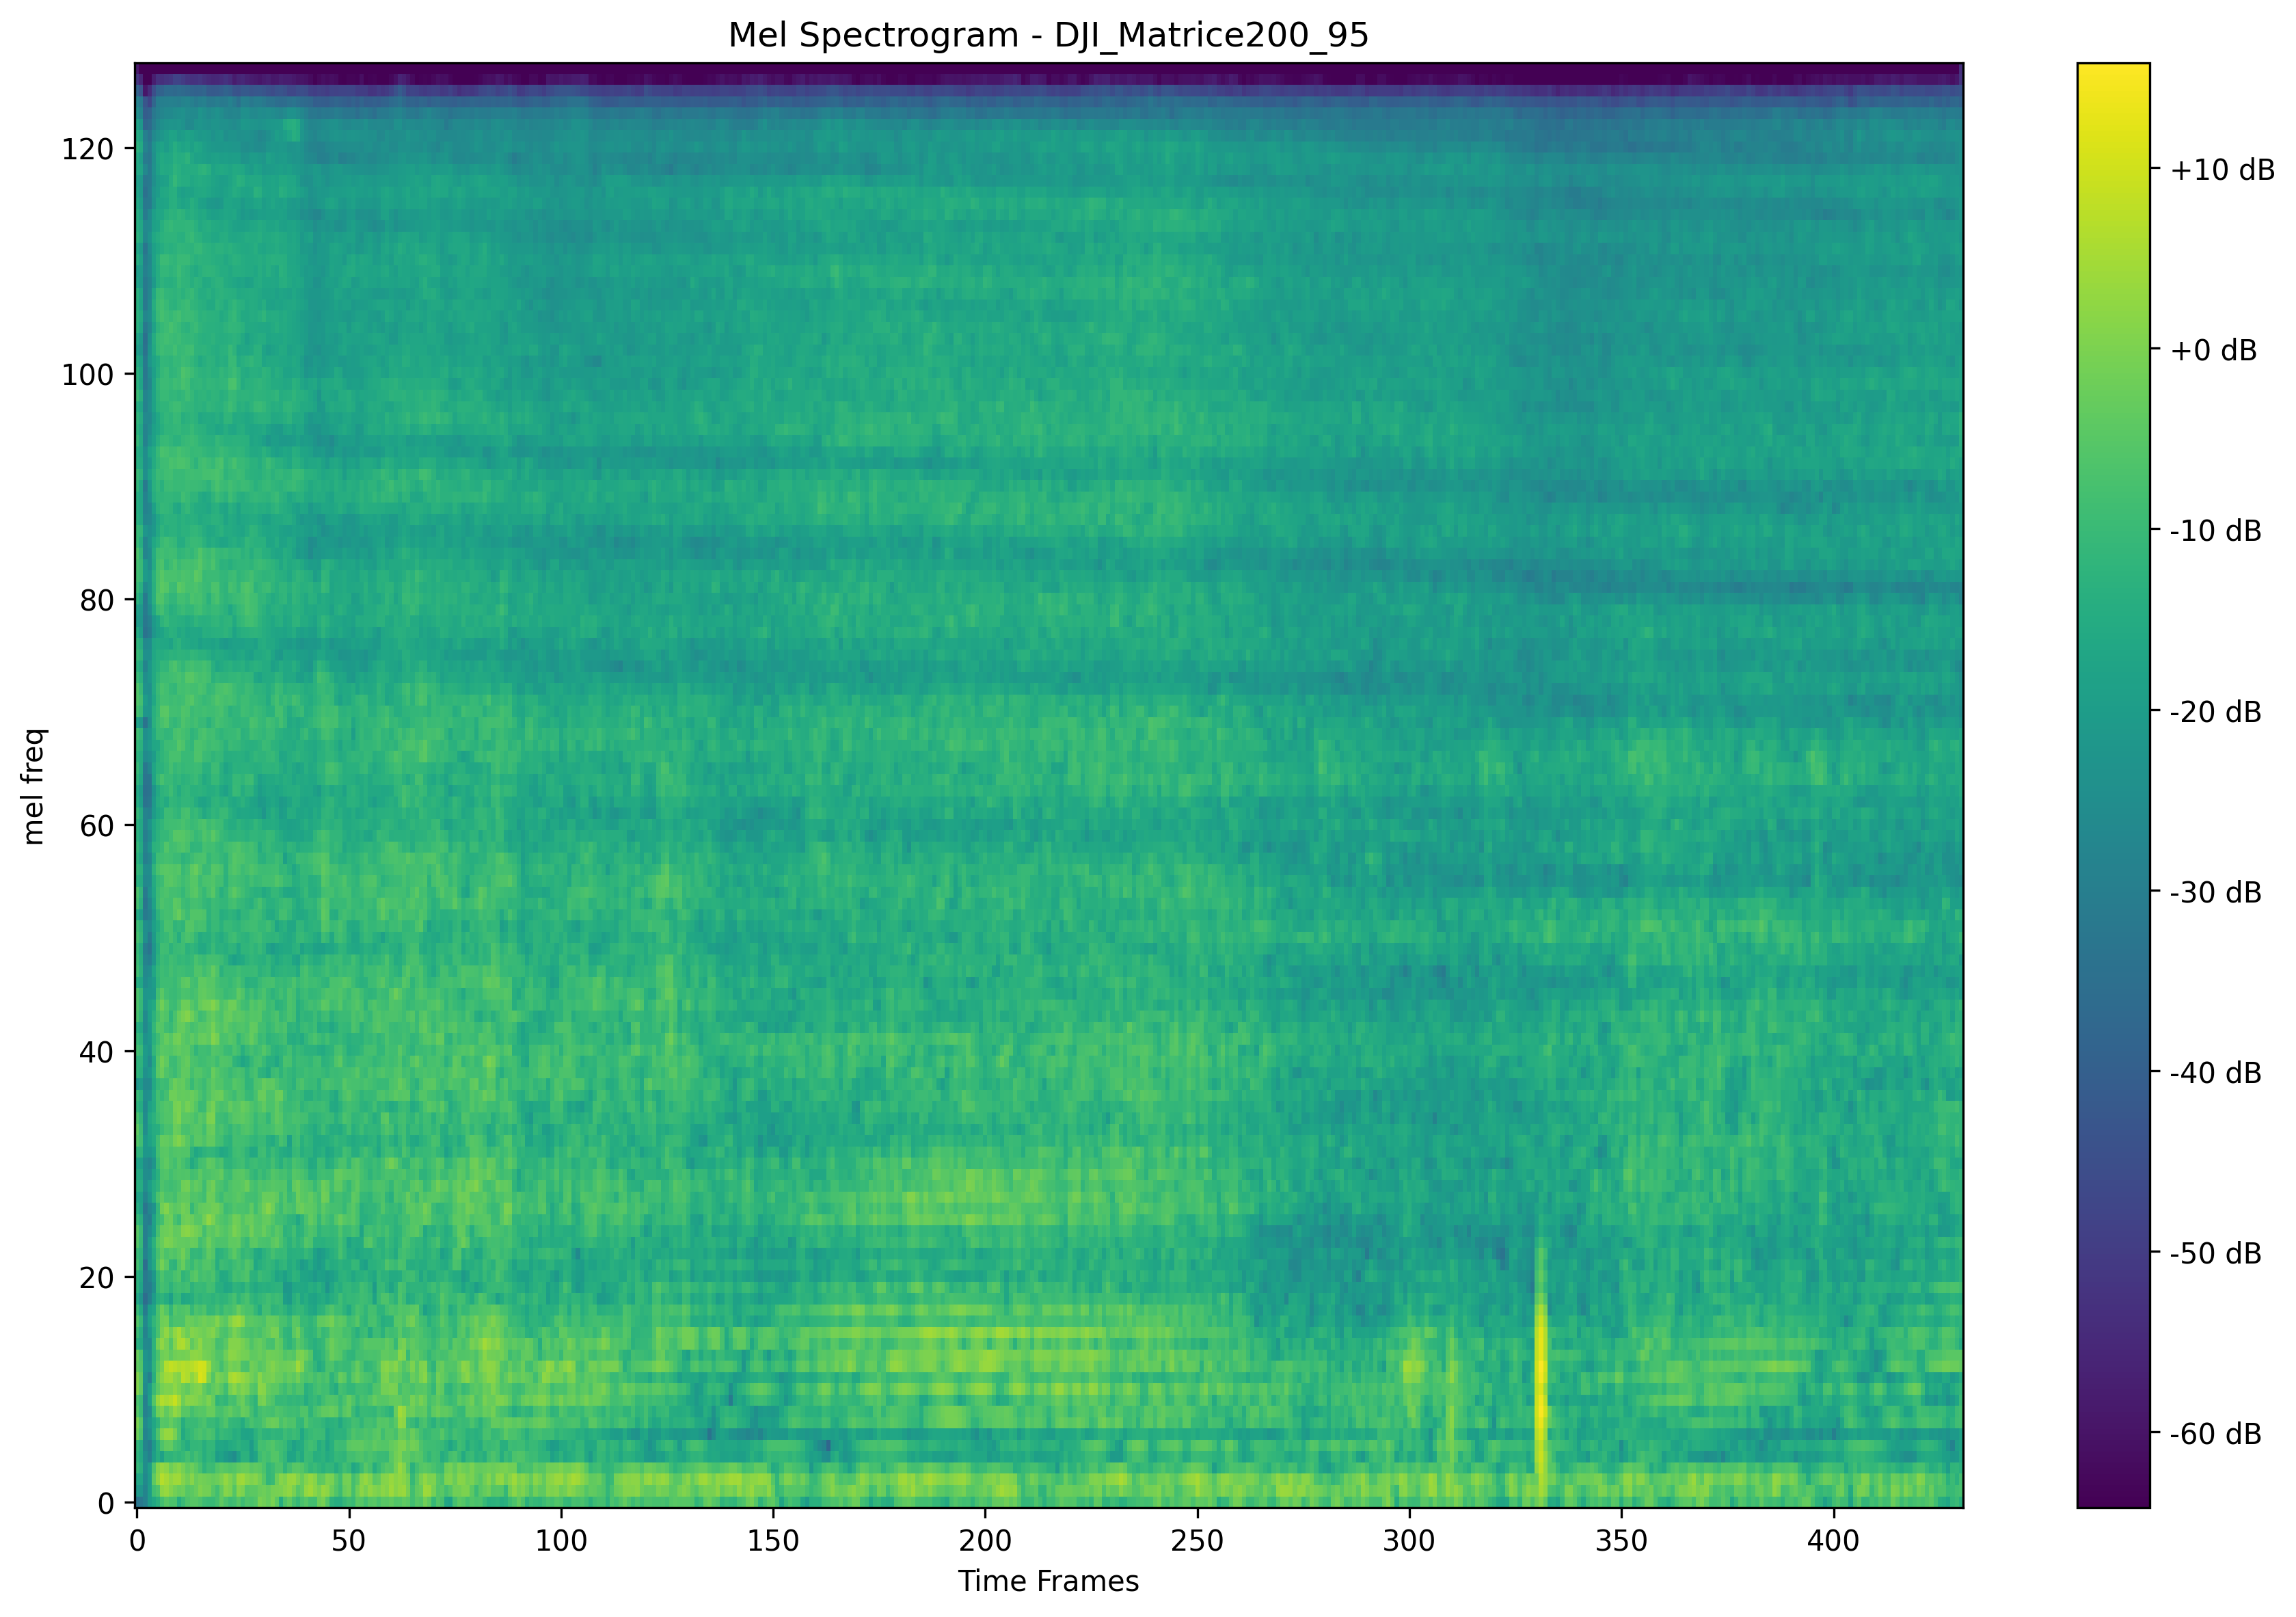 Mel Spectrogram - DJI_Matrice200_95
120
100
80
60
40
20
0
mel freq
0 50 100 150 200 250 300 350 400
Time Frames
+10 dB
+0 dB
-10 dB
-20 dB
-30 dB
-40 dB
-50 dB
-60 dB